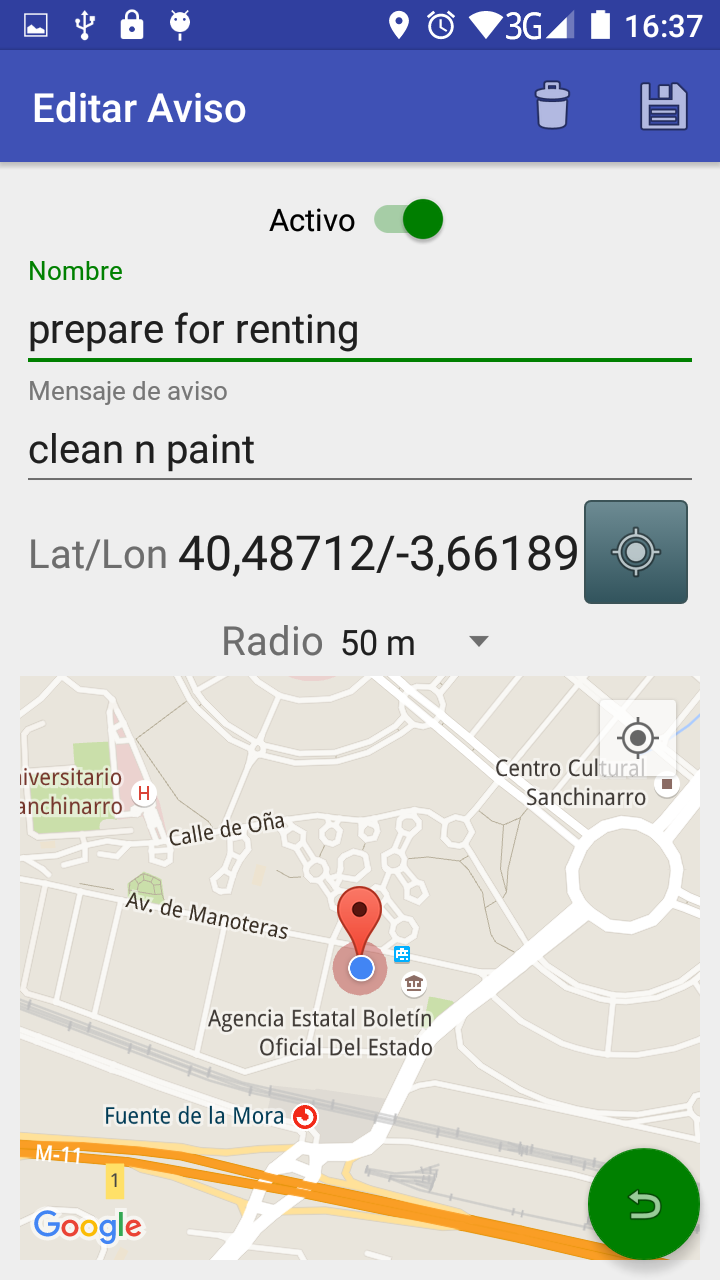 3G 16:37
Editar Aviso
Activo
Nombre
prepare for renting
Mensaje de aviso
clean n paint
Lat/Lon 40,48712/-3,66189
Radio 50 m
Centro Cultural
Sanchinarro
iversitario
anchinarro
H
Calle de Oña
Av. de Manoteras
Agencia Estatal Boletín
Oficial Del Estado
Fuente de la Mora
M-11
1
Google